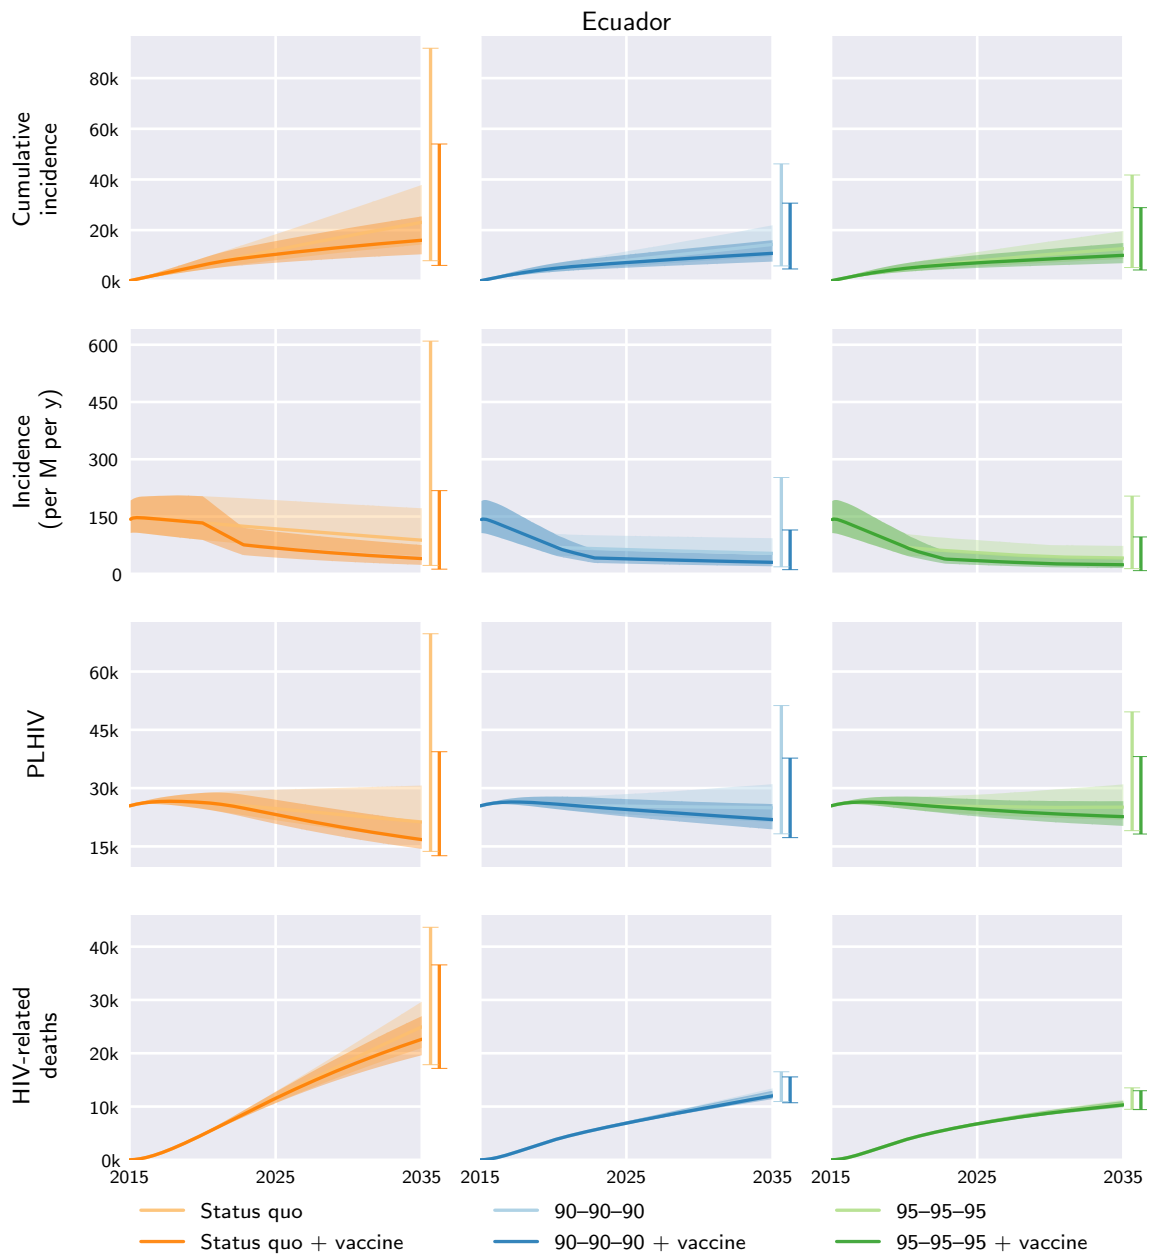 Ecuador
Cumulative
incidence
80k
60k
40k
20k
0k
Incidence
(per M per y)
600
450
300
150
0
PLHIV
60k
45k
30k
15k
HIV-related
deaths
40k
30k
20k
10k
0k
2015 2025 2035
2015 2025 2035
2015 2025 2035
Status quo
Status quo + vaccine
90–90–90
90–90–90 + vaccine
95–95–95
95–95–95 + vaccine